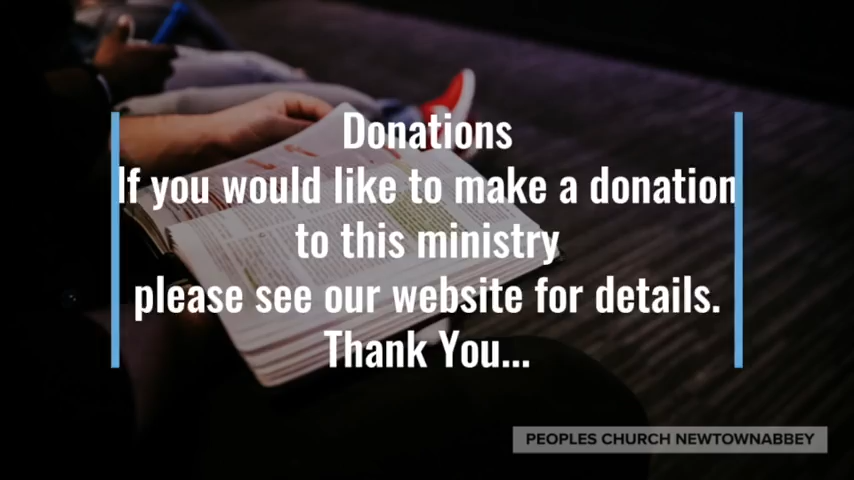 Donations
If you would like to make a donation
to this ministry
please see our website for details.
Thank You...
PEOPLES CHURCH NEWTOWNABBEY